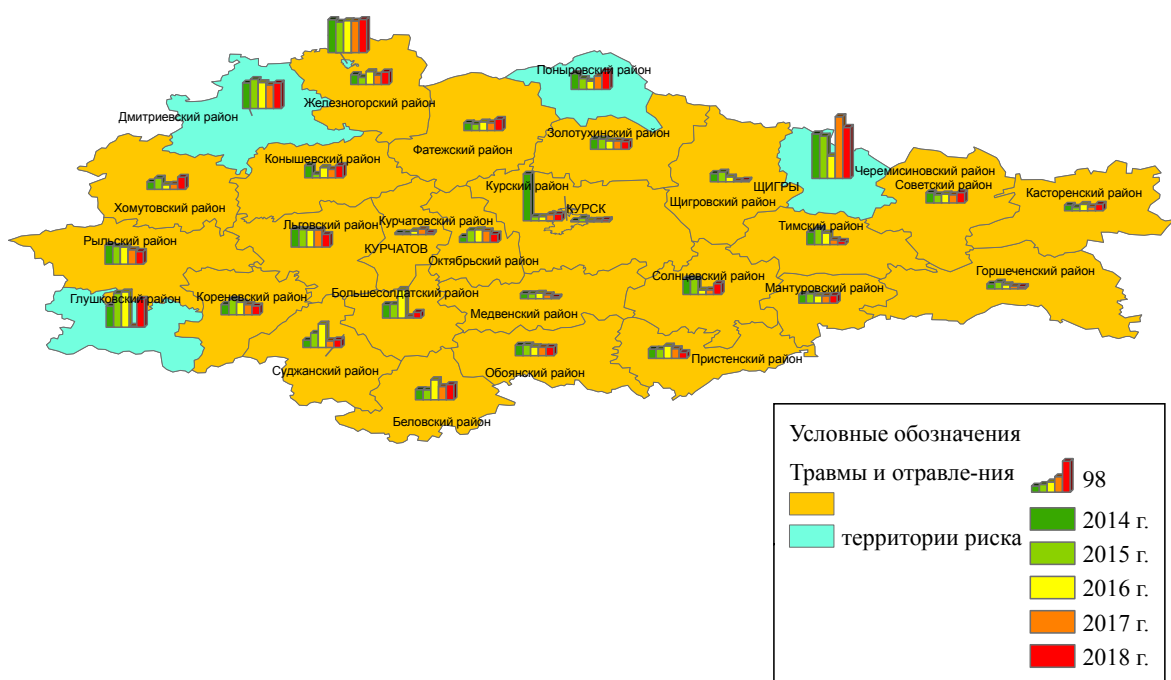 Поныровский район
Железногорский район
Дмитриевский район
Золотухинский район
Фатежский район
Конышевский район
Черемисиновский район
Курский район
ЩИГРЫ
Советский район
Касторенский район
Хомутовский район
Щигровский район
КУРСК
Льговский район
Курчатовский район
Тимский район
Рыльский район
КУРЧАТОВ
Октябрьский район
Горшеченский район
Солнцевский район
Мантуровский район
Глушковский район
Кореневский район
Большесолдатский район
Медвенский район
Пристенский район
Суджанский район
Обоянский район
Беловский район
Условные обозначения
Травмы и отравле-ния
98
территории риска
2014 г.
2015 г.
2016 г.
2017 г.
2018 г.